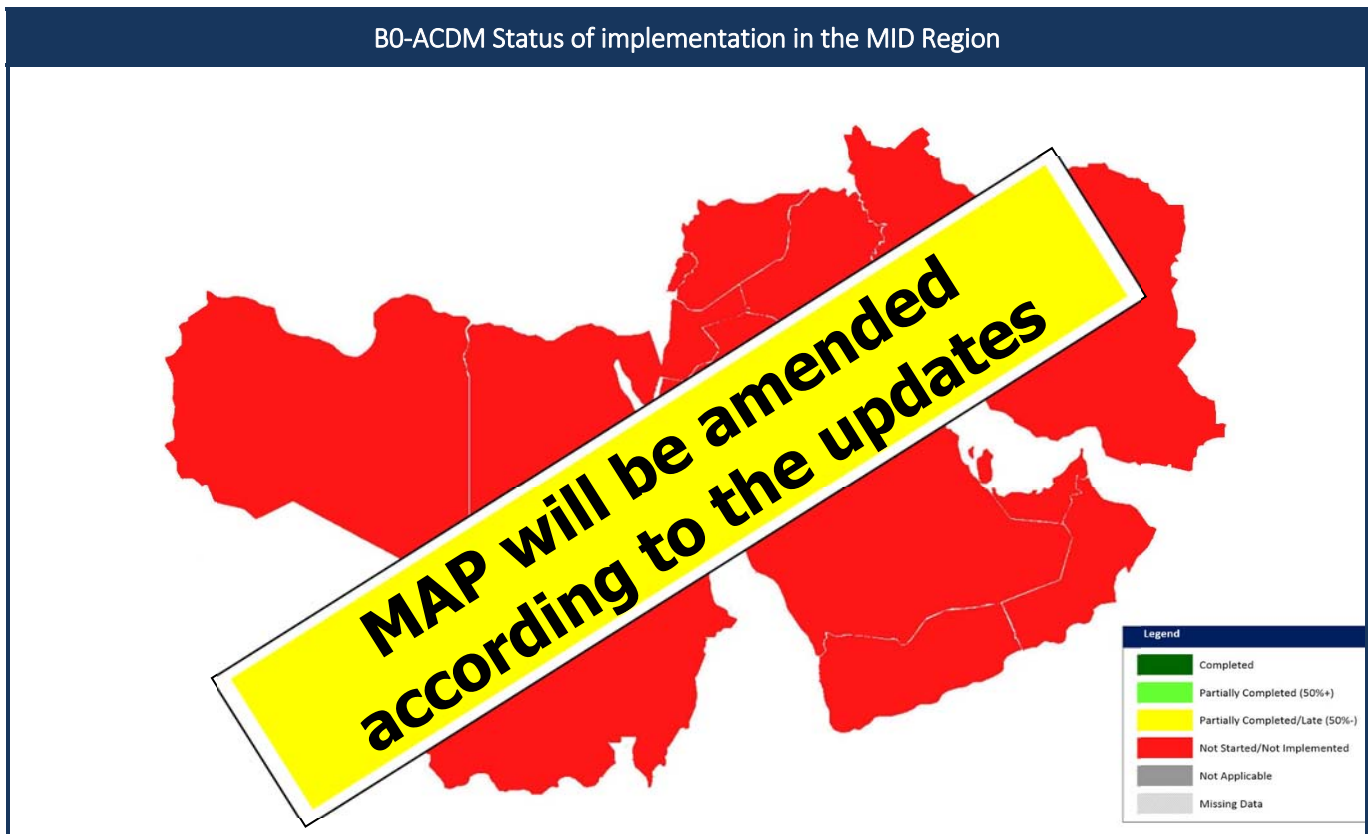 B0-ACDM Status of implementation in the MID Region
MAP will be amended
according to the updates
Legend
Completed
Partially Completed (50%+)
Partially Completed/Late (50%-)
Not Started/Not Implemented
Not Applicable
Missing Data